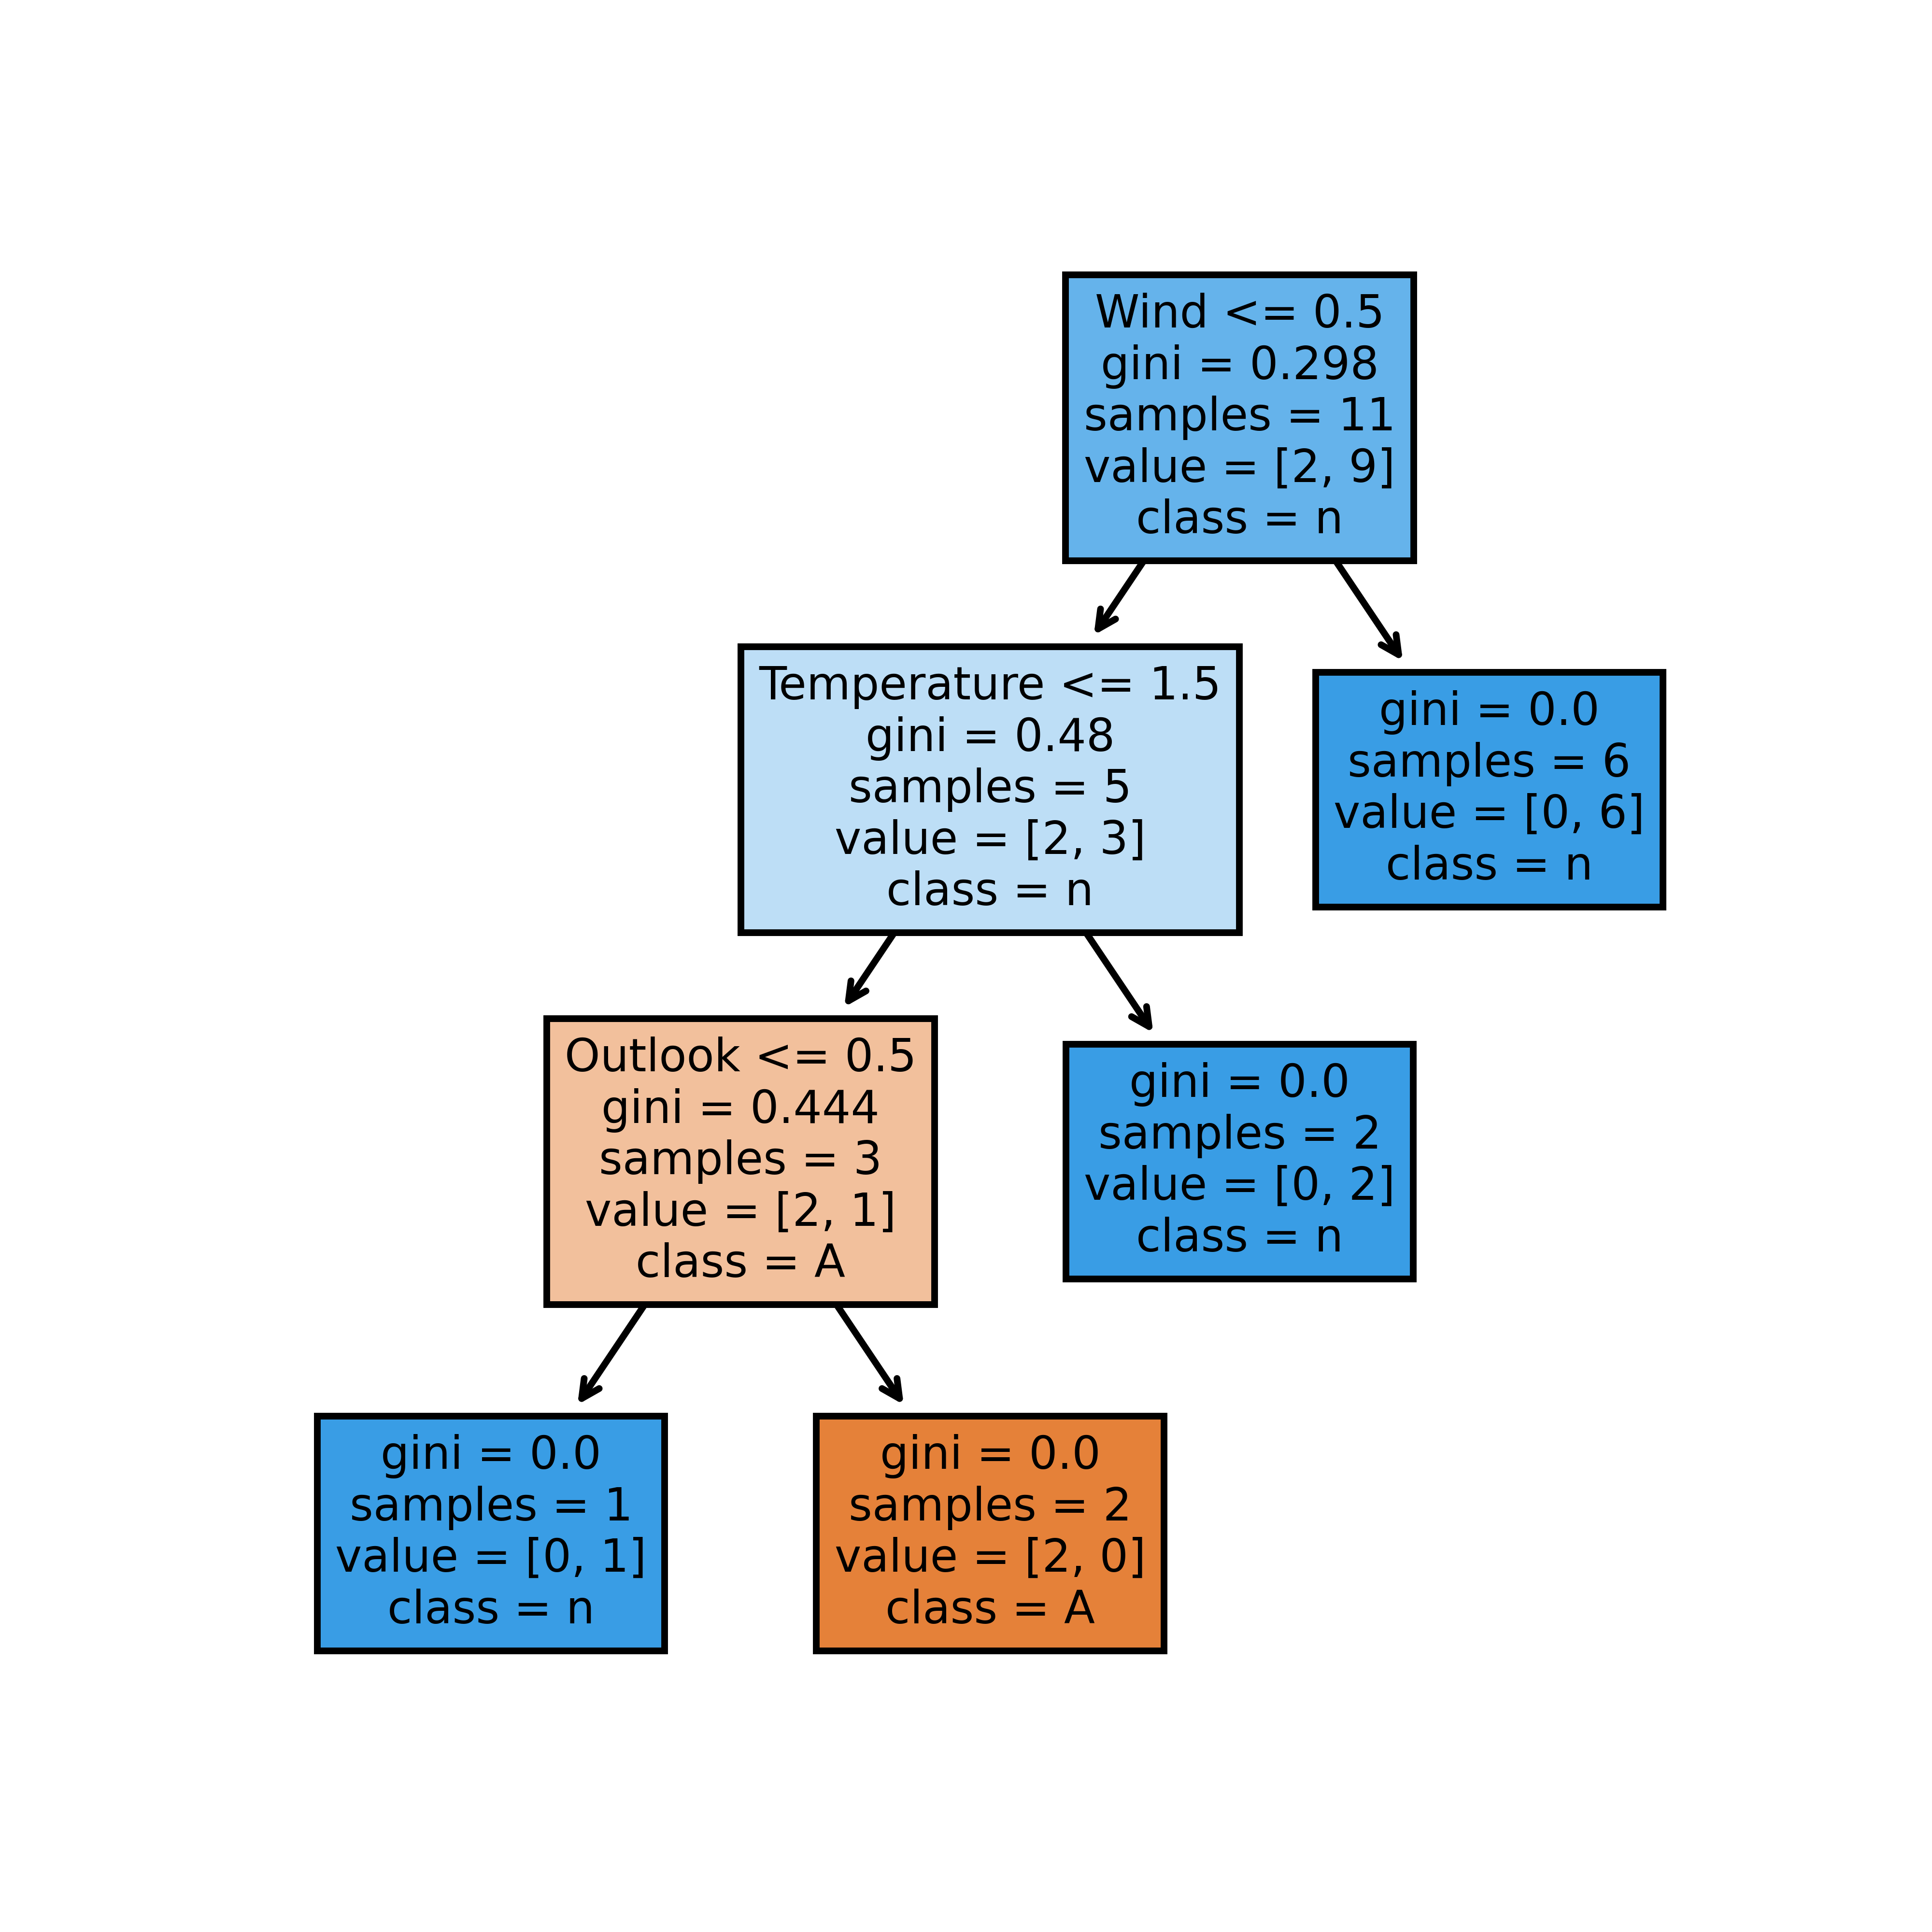 Wind <= 0.5
gini = 0.298
samples = 11
value = [2, 9]
class = n
Temperature <= 1.5
gini = 0.48
samples = 5
value = [2, 3]
class = n
gini = 0.0
samples = 6
value = [0, 6]
class = n
Outlook <= 0.5
gini = 0.444
samples = 3
value = [2, 1]
class = A
gini = 0.0
samples = 2
value = [0, 2]
class = n
gini = 0.0
samples = 1
value = [0, 1]
class = n
gini = 0.0
samples = 2
value = [2, 0]
class = A